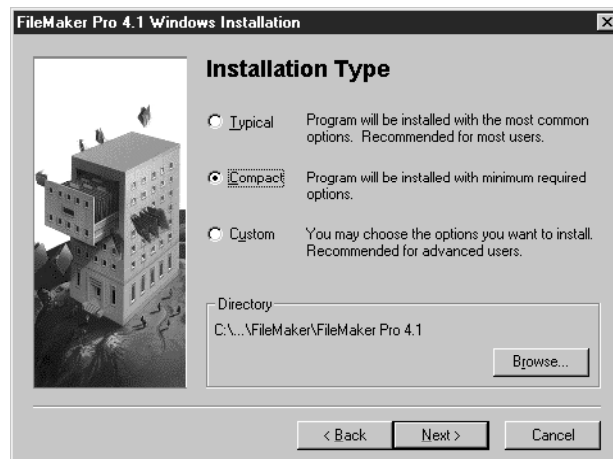 FileMaker Pro 4.1 Windows Installation
Installation Type
Typical
Program will be installed with the most common
options. Recommended for most users.
Compact
Program will be installed with minimum required
options.
Custom
You may choose the options you want to install.
Recommended for advanced users.
Directory
C:\...\FileMaker\FileMaker Pro 4.1
Browse...
< Back
Next >
Cancel